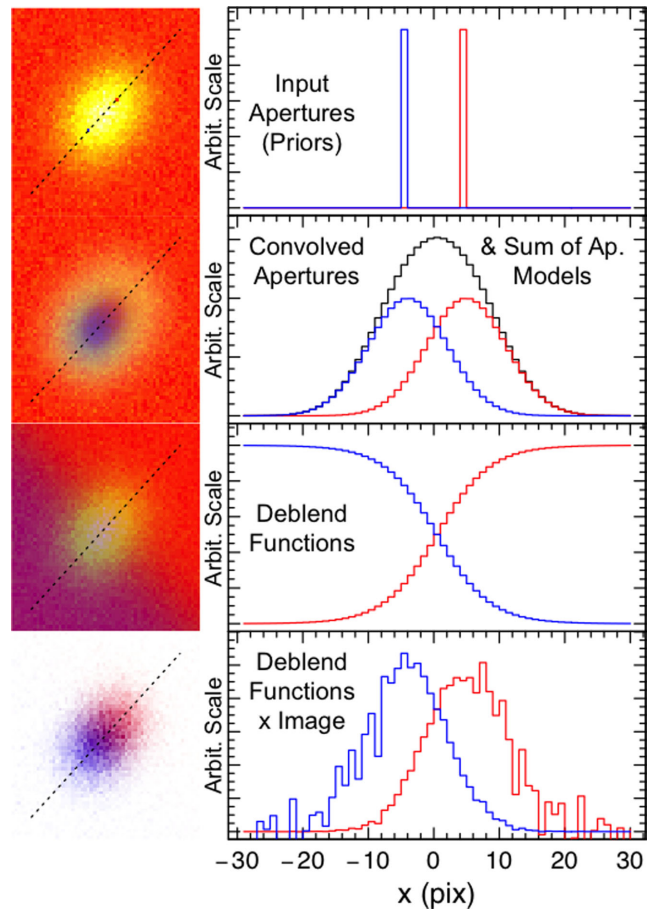 Arbit. Scale
Input
Apertures
(Priors)
Arbit. Scale
Convolved
Apertures
& Sum of Ap.
Models
Arbit. Scale
Deblend
Functions
Arbit. Scale
Deblend
Functions
x Image
−30 −20 −10 0 10 20 30
x (pix)